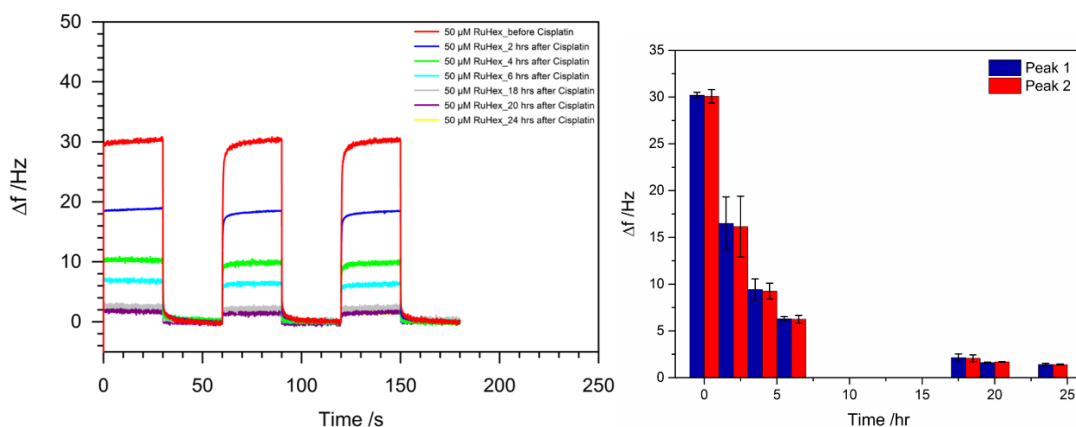 50
40
30
20
10
0
Δf /Hz
0
50
100
150
200
250
Time /s
50 µM RuHex_before Cisplatin
50 µM RuHex_2 hrs after Cisplatin
50 µM RuHex_4 hrs after Cisplatin
50 µM RuHex_6 hrs after Cisplatin
50 µM RuHex_18 hrs after Cisplatin
50 µM RuHex_20 hrs after Cisplatin
50 µM RuHex_24 hrs after Cisplatin
35
30
25
20
15
10
5
0
Δf /Hz
0
5
10
15
20
25
Time /hr
Peak 1
Peak 2